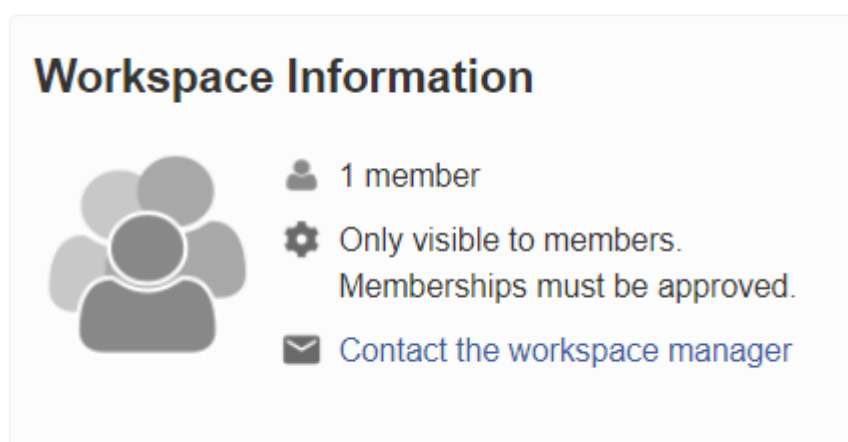 Workspace Information
1 member
Only visible to members.
Memberships must be approved.
Contact the workspace manager